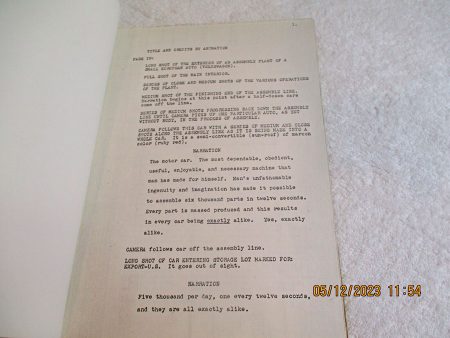 1.
TITLE AND CREDITS BY ANIMATION
FADE IN:
LONG SHOT OF THE EXTERIOR OF AN ASSEMBLY PLANT OF A
SMALL EUROPEAN AUTO (VOLKSWAGEN).
FULL SHOT OF THE MAIN INTERIOR.
SERIES OF CLOSE AND MEDIUM SHOTS OF THE VARIOUS OPERATIONS
OF THE PLANT.
MEDIUM SHOT OF THE FINISHING END OF THE ASSEMBLY LINE.
Narration begins at this point after a half-dozen cars
come off the line.
SERIES OF MEDIUM SHOTS PROGRESSING BACK DOWN THE ASSEMBLY
LINE UNTIL CAMERA PICKS UP ONE PARTICULAR AUTO, AS YET
WITHOUT BODY, IN THE PROCESS OF ASSEMBLY.
CAMERA FOLLOWS THIS CAR WITH A SERIES OF MEDIUM AND CLOSE
SHOTS ALONG THE ASSEMBLY LINE AS IT IS BEING MADE INTO A
WHOLE CAR. It is a semi-convertible (sun-roof) of maroon
color (ruby red).
NARRATION
The motor car. The most dependable, obedient,
useful, enjoyable, and necessary machine that
man has made for himself. Man's unfathomable
ingenuity and imagination has made it possible
to assemble six thousand parts in twelve seconds.
Every part is massed produced and this results
in every car being exactly alike. Yes, exactly
alike.
CAMERA follows car off the assembly line.
LONG SHOT OF CAR ENTERING STORAGE LOT MARKED FOR:
EXPORT-U.S. It goes out of sight.
NARRATION
Five thousand per day, one every twelve seconds,
and they are all exactly alike.
05/12/2023 11:54